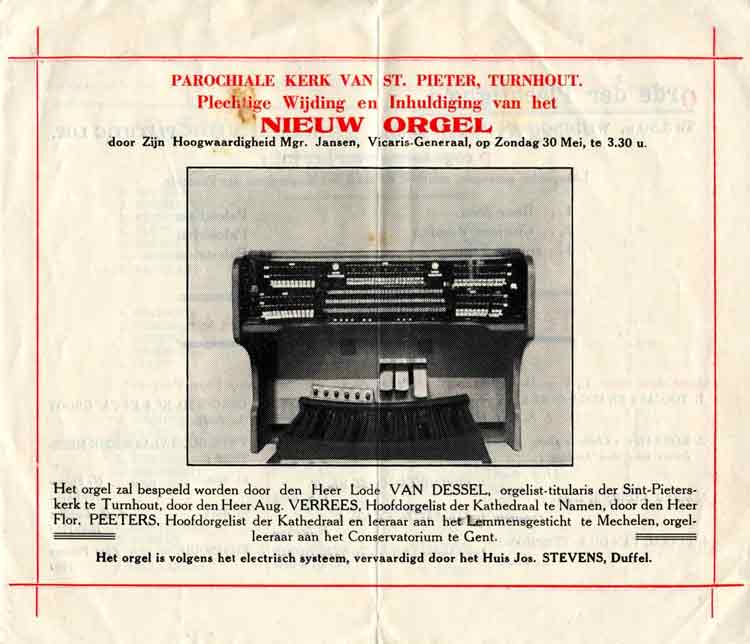 PAROCHIALE KERK VAN ST. PIETER, TURNHOUT.
Plechtige Wijding en Inhuldiging van het
NIEUW ORGEL
door Zijn Hoogwaardigheid Mgr. Jansen, Vicaris-Generaal, op Zondag 30 Mei, te 3.30 u.
Het orgel zal bespeeld worden door den Heer Lode VAN DESSEL, orgelist-titularis der Sint-Pieters-
kerk te Turnhout, door den Heer Aug. VERREES, Hoofdorgelist der Kathedraal te Namen, door den Heer
Flor. PEETERS, Hoofdorgelist der Kathedraal en leeraar aan het Lemmensgesticht te Mechelen, orgel-
leeraar aan het Conservatorium te Gent.
Het orgel is volgens het electrisch systeem, vervaardigd door het Huis Jos. STEVENS, Duffel.